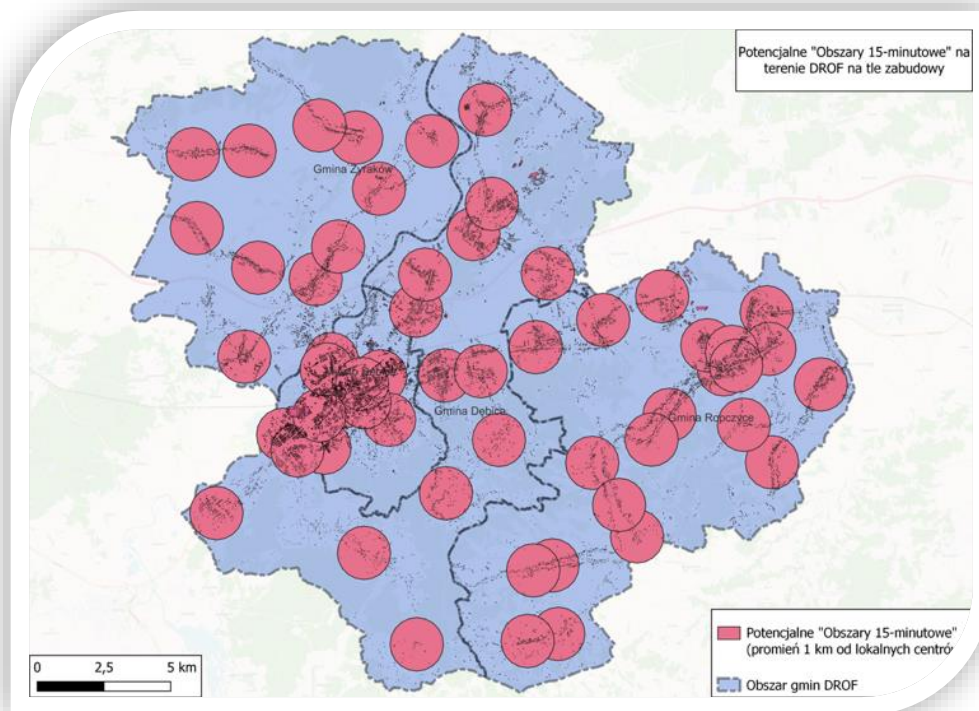 Potencjalne "Obszary 15-minutowe" na
terenie DROF na tle zabudowy
Gmina Żyraków
Gmina Dębica
Gmina Ropczyce
0 2,5 5 km
Potencjalne "Obszary 15-minutowe"
(promień 1 km od lokalnych centrów
Obszar gmin DROF